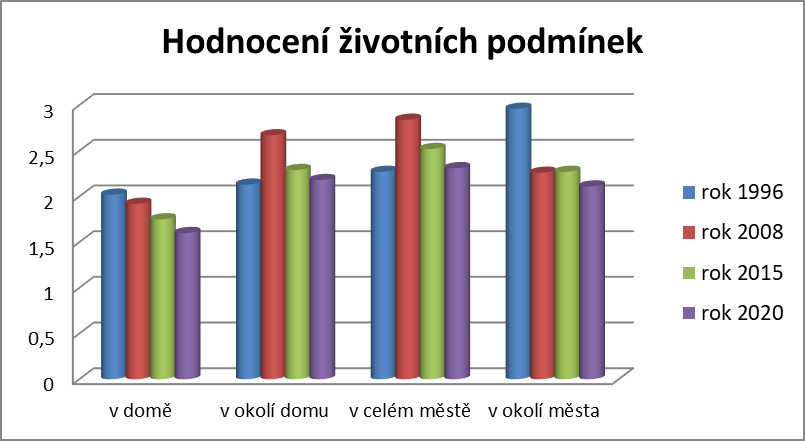 Hodnocení životních podmínek
3
2,5
2
1,5
1
0,5
0
v domě
v okolí domu
v celém městě
v okolí města
rok 1996
rok 2008
rok 2015
rok 2020